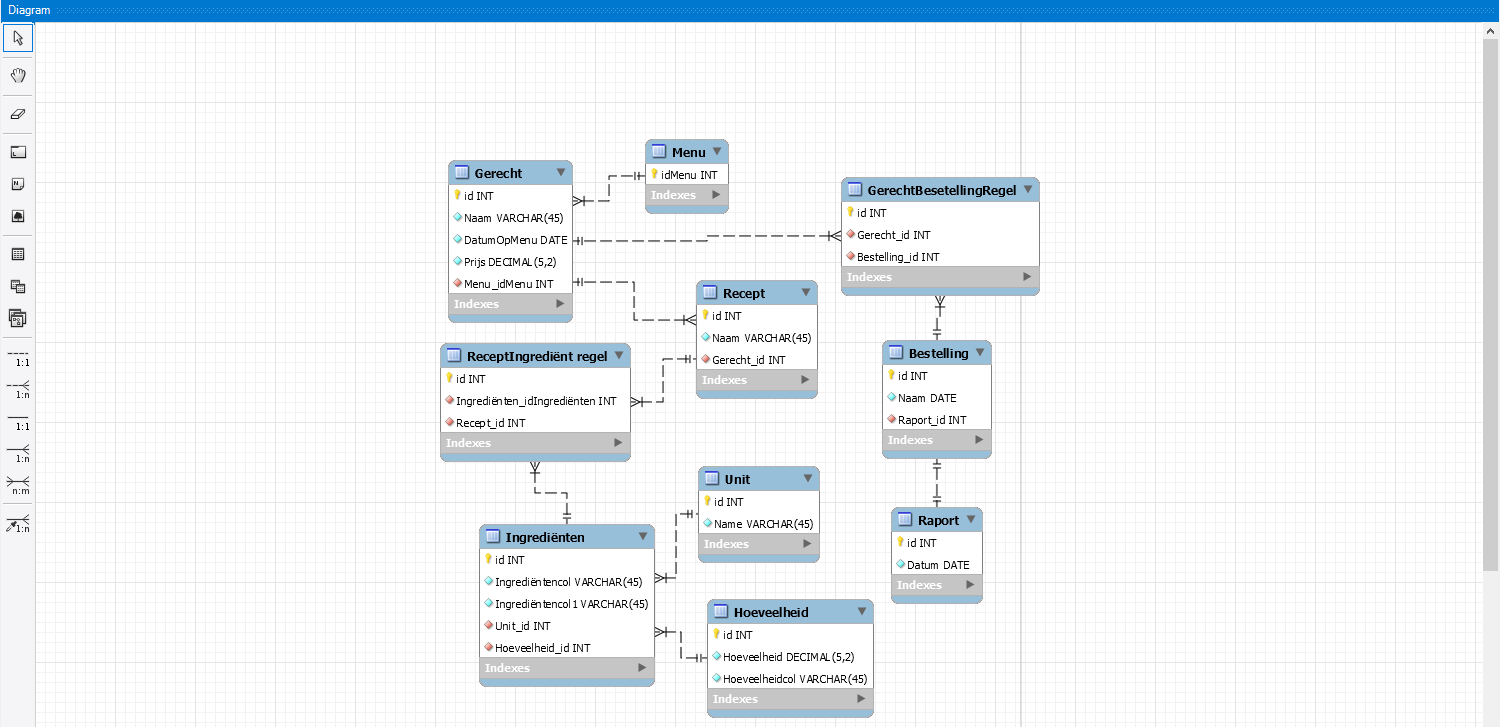 Diagram
1:1
1:n
1:1
1:n
n:m
1:n
Menu
idMenu INT
Indexes
Gerecht
id INT
Naam VARCHAR(45)
DatumOpMenu DATE
Prijs DECIMAL(5,2)
Menu_idMenu INT
Indexes
GerechtBesetellingRegel
id INT
Gerecht_id INT
Bestelling_id INT
Indexes
Recept
id INT
Naam VARCHAR(45)
Gerecht_id INT
Indexes
ReceptIngrediënt regel
id INT
Ingrediënten_idIngrediënten INT
Recept_id INT
Indexes
Bestelling
id INT
Naam DATE
Raport_id INT
Indexes
Unit
id INT
Name VARCHAR(45)
Indexes
Raport
id INT
Datum DATE
Indexes
Ingrediënten
id INT
Ingrediëntencol VARCHAR(45)
Ingrediëntencol1 VARCHAR(45)
Unit_id INT
Hoeveelheid_id INT
Indexes
Hoeveelheid
id INT
Hoeveelheid DECIMAL(5,2)
Hoeveelheidcol VARCHAR(45)
Indexes